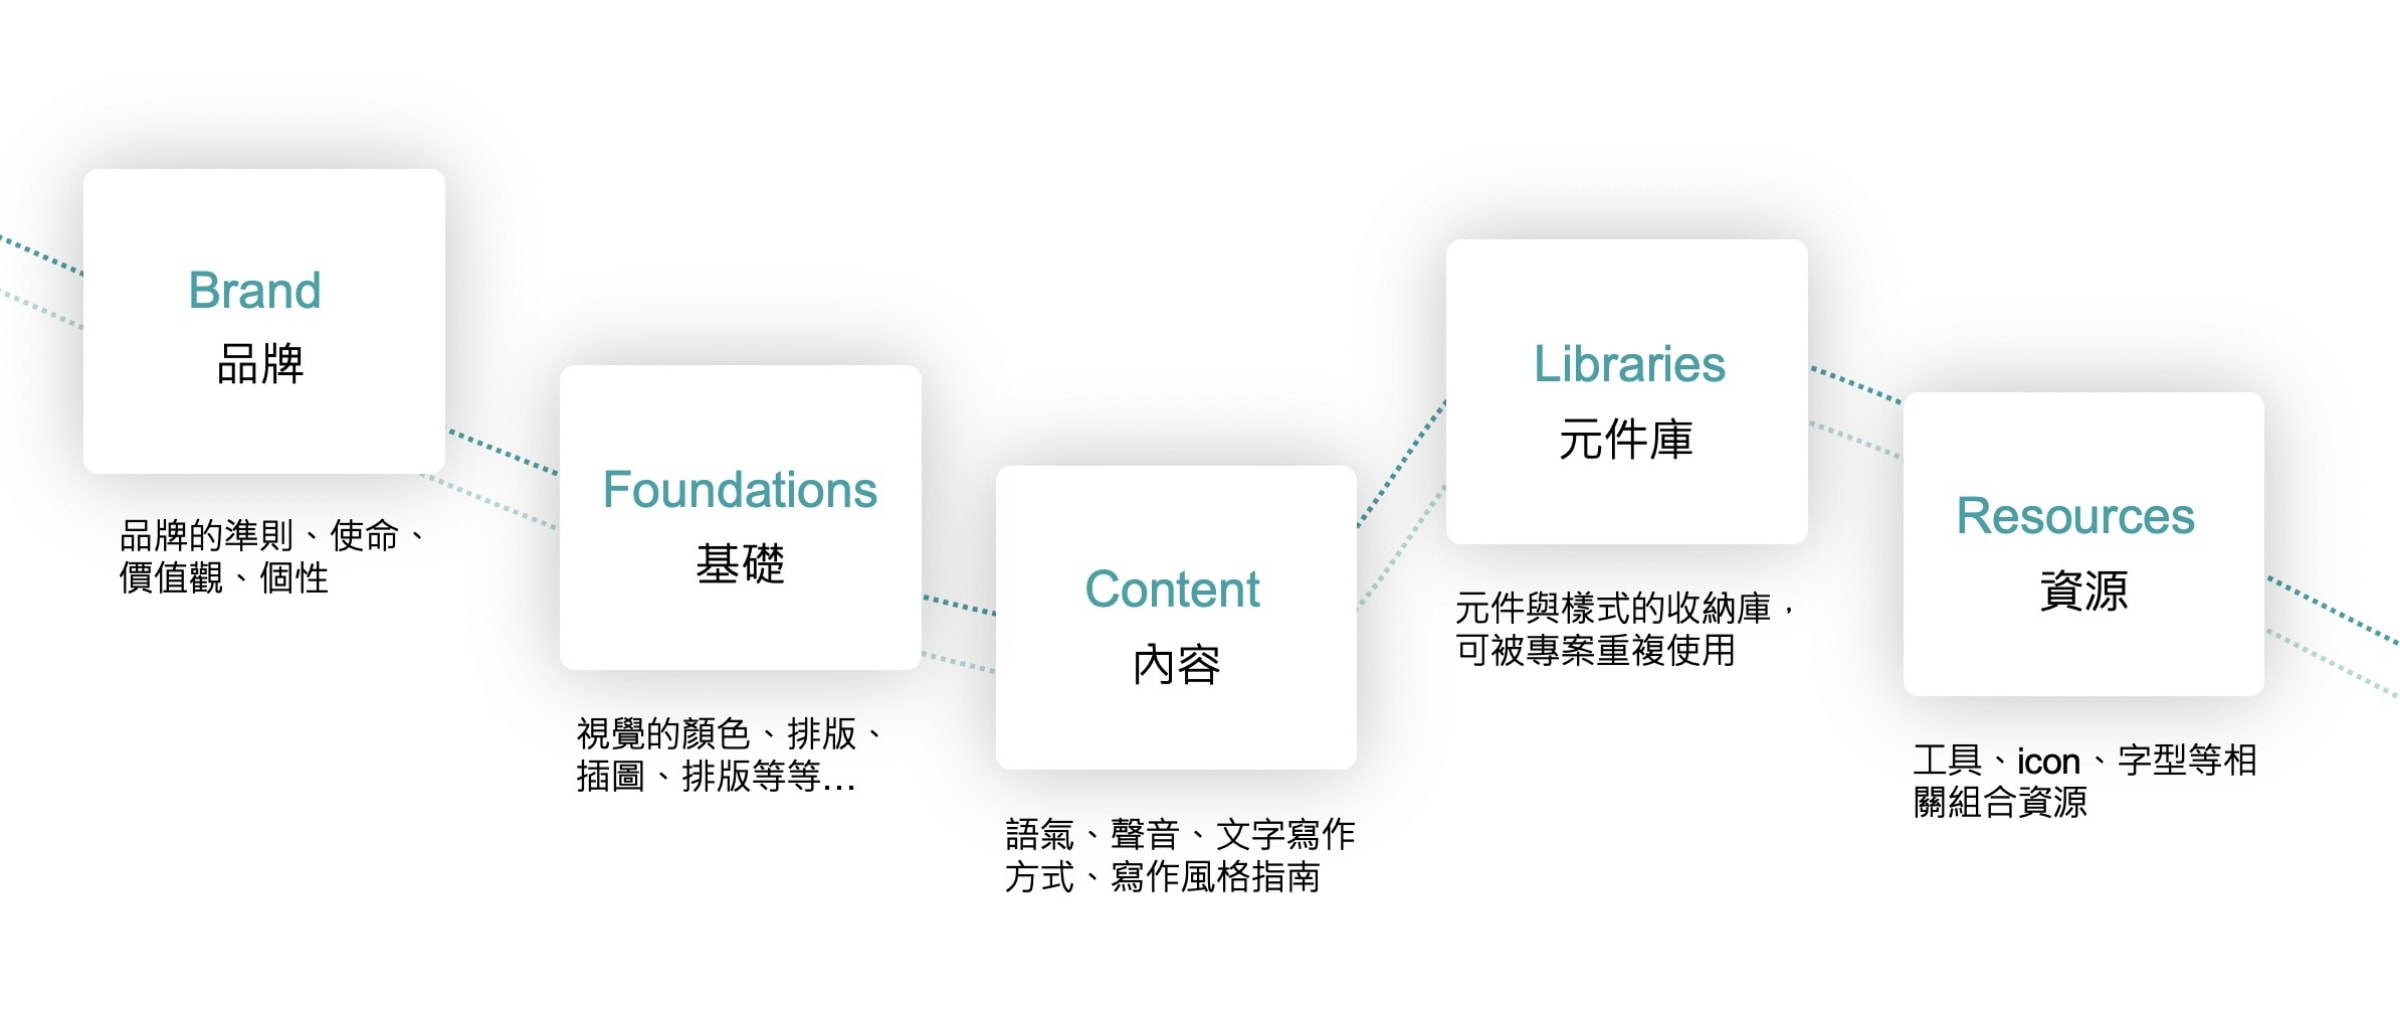 Brand
品牌
品牌的準則、使命、
價值觀、個性
Foundations
基礎
視覺的顏色、排版、
插圖、排版等等...
Content
內容
語氣、聲音、文字寫作
方式、寫作風格指南
Libraries
元件庫
元件與樣式的收納庫，
可被專案重複使用
Resources
資源
工具、icon、字型等相
關組合資源